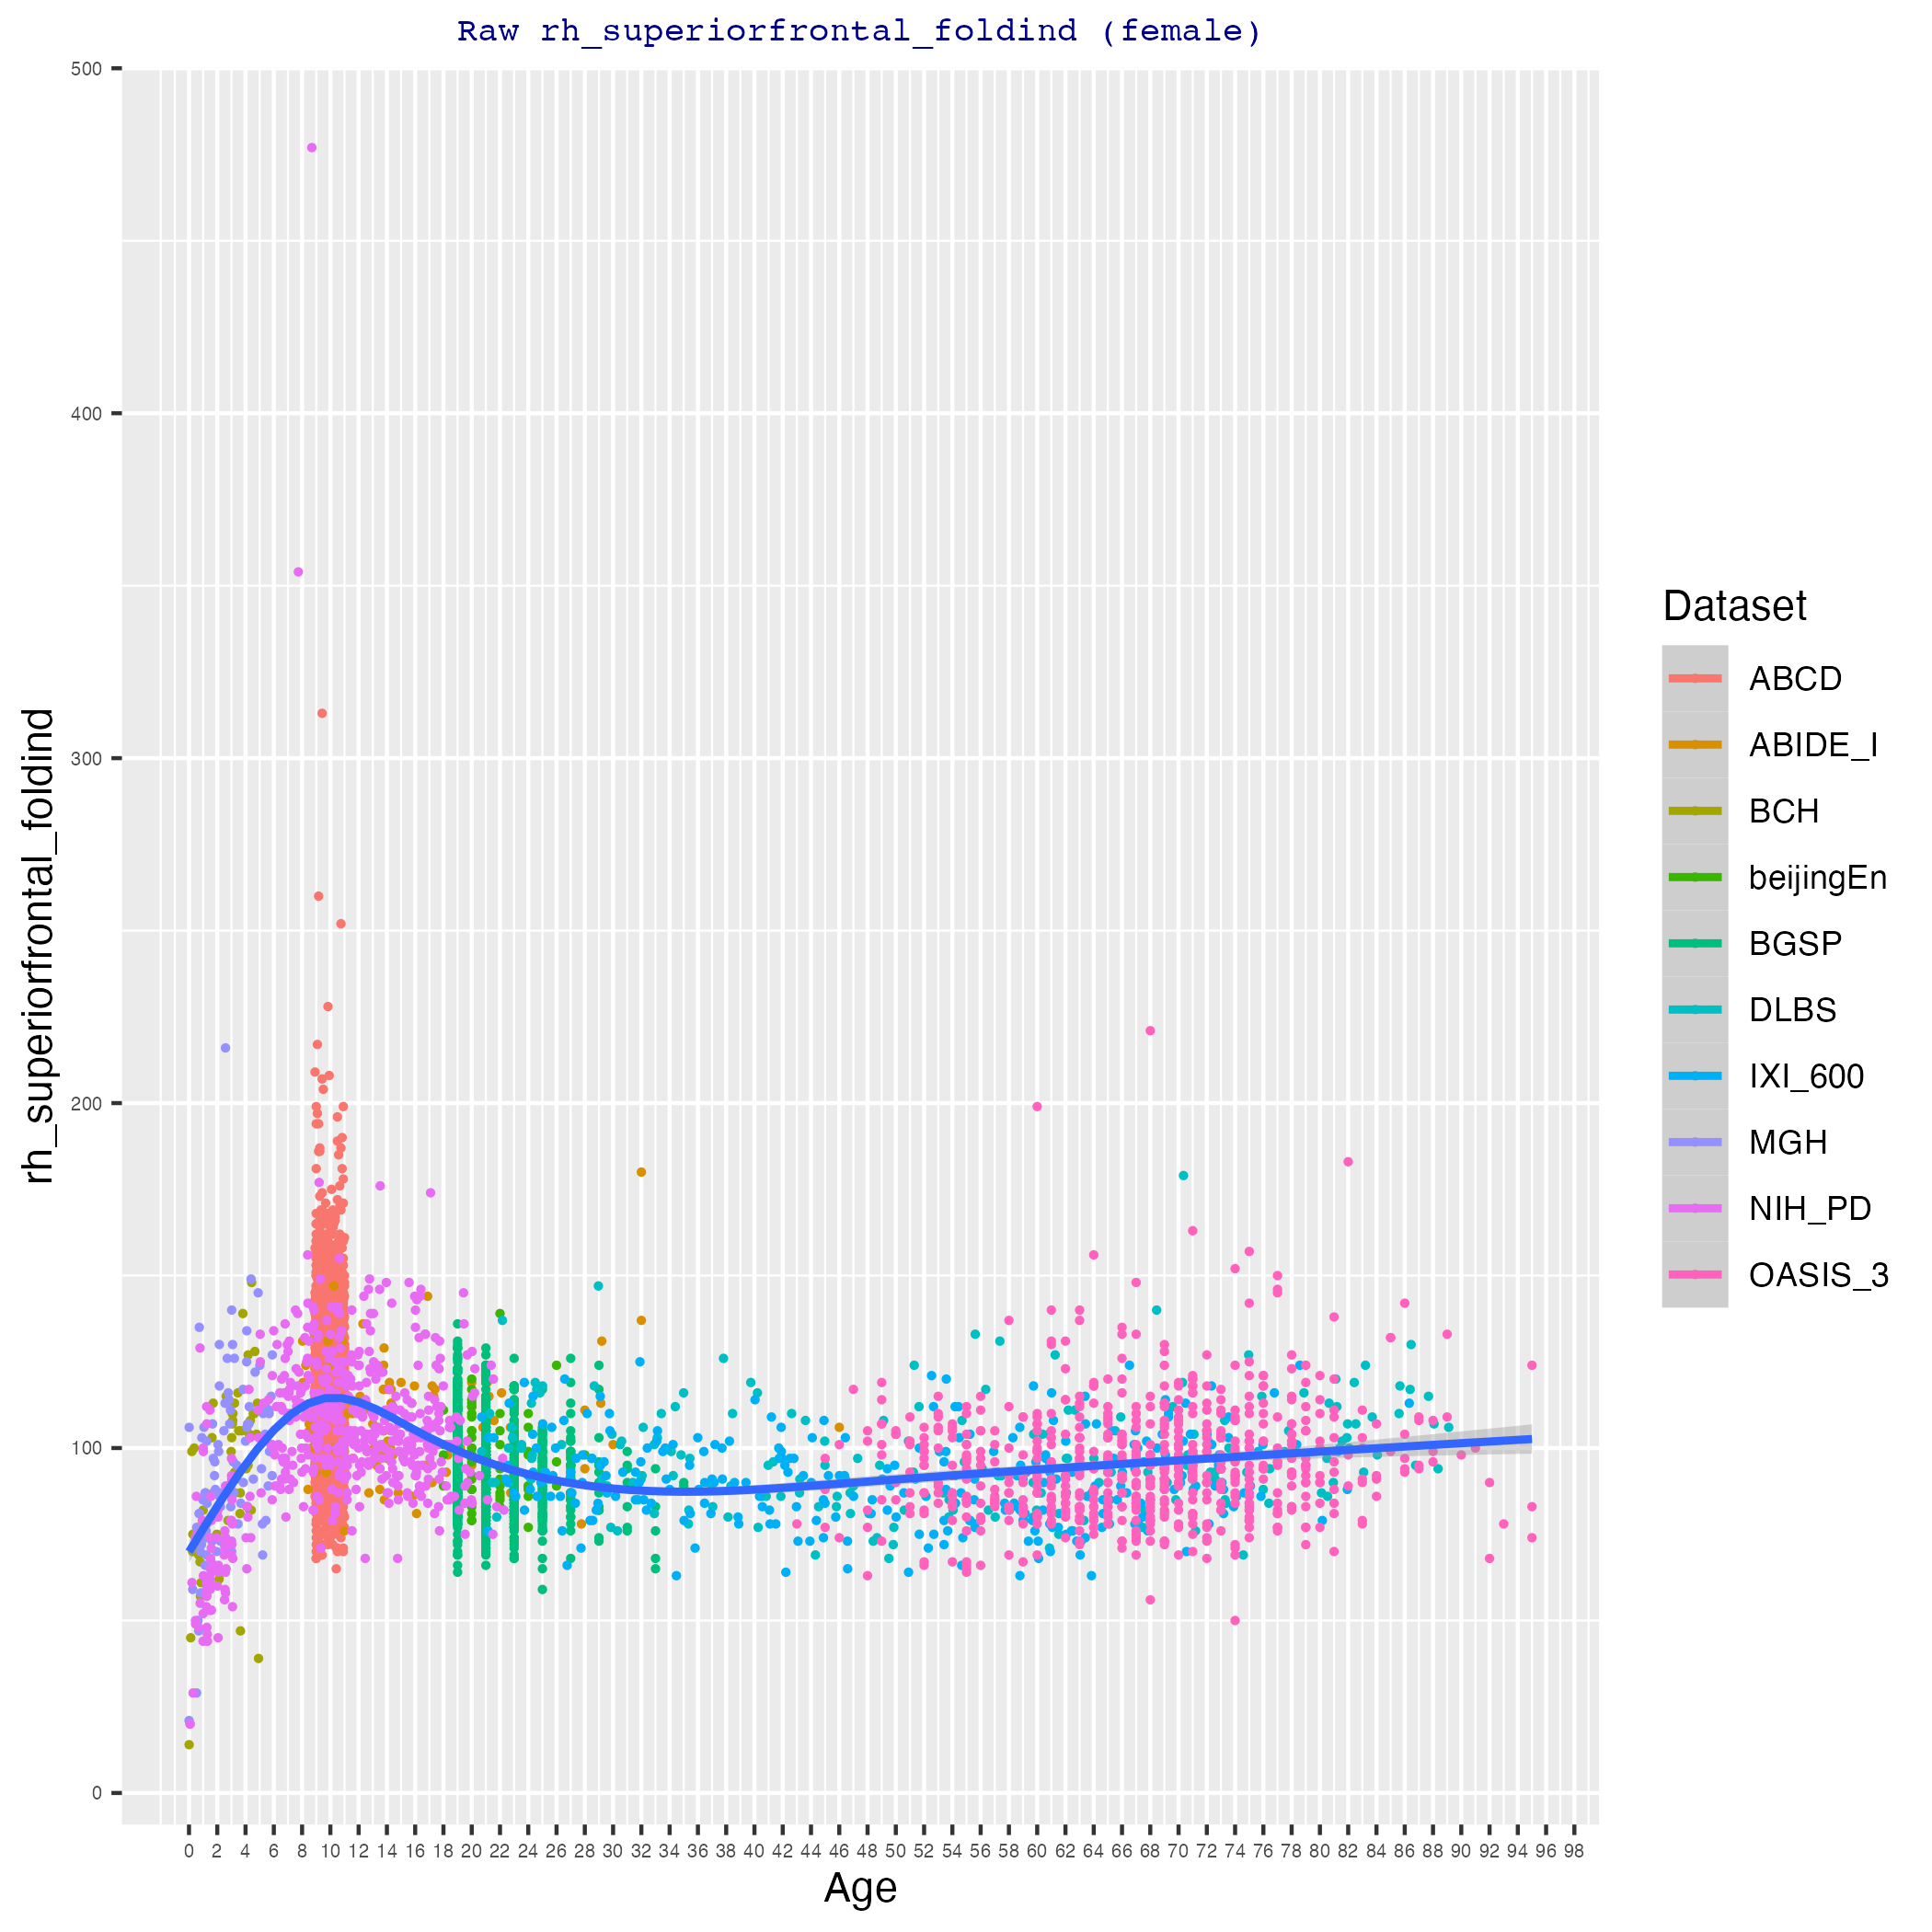 Raw rh_superiorfrontal_foldind (female)
500
400
300
200
100
0
rh_superiorfrontal_foldind
0 2 4 6 8 10 12 14 16 18 20 22 24 26 28 30 32 34 36 38 40 42 44 46 48 50 52 54 56 58 60 62 64 66 68 70 72 74 76 78 80 82 84 86 88 90 92 94 96 98
Age
Dataset
ABCD
ABIDE_I
BCH
beijingEn
BGSP
DLBS
IXI_600
MGH
NIH_PD
OASIS_3